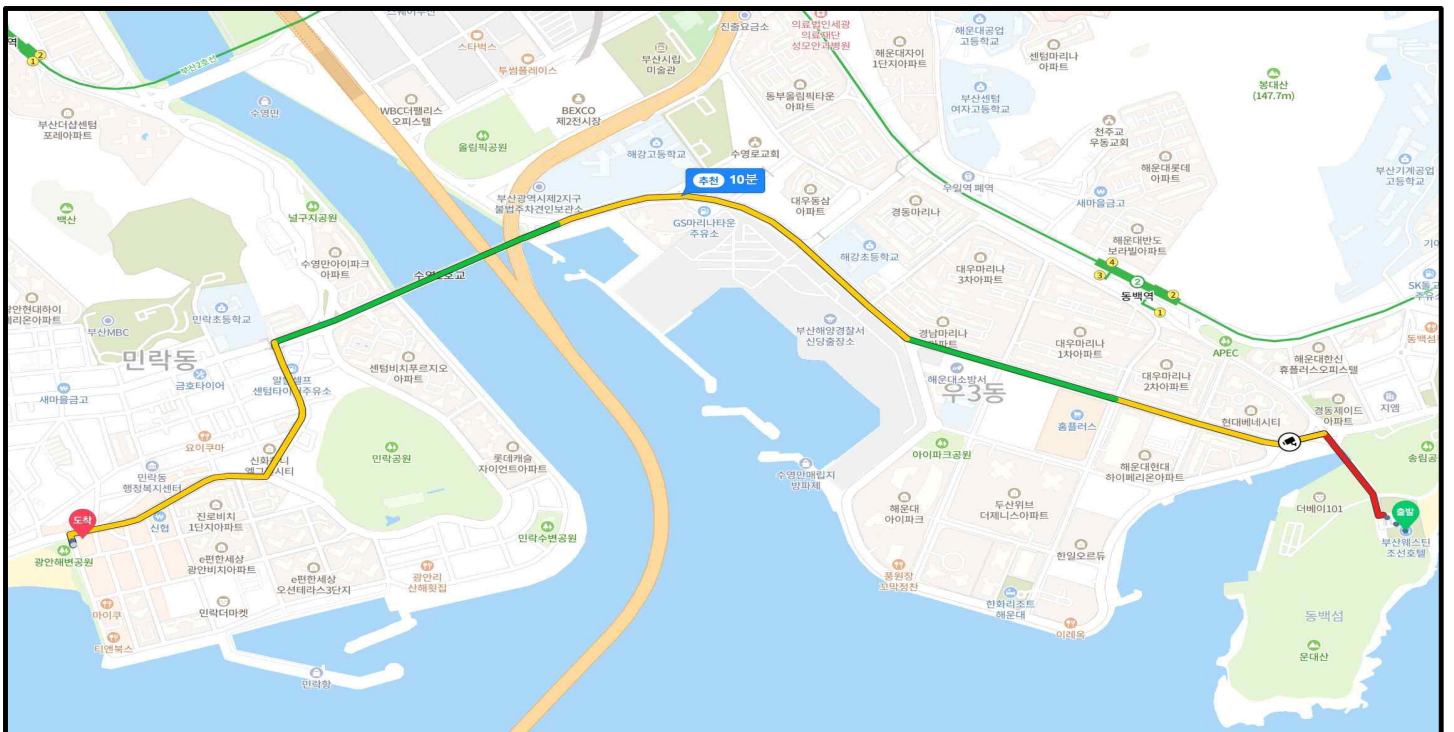 진출요금소
의료법인세광
의료재단
성모안과병원
해운대공업
고등학교
해운대자이
1단지아파트
센텀마리나
아파트
스타벅스
투썸플레이스
부산시립
미술관
봉대산
(147.7m)
부산2호선
1
2
부산더샵센텀
포레아파트
수영만
WBC더팰리스
오피스텔
BEXCO
제2전시장
동부올림픽타운
아파트
부산센텀
여자고등학교
천주교
우동교회
올림픽공원
해강고등학교
수영로교회
해운대롯데
아파트
부산기계공업
고등학교
추천 10분
우일역 폐역
새마을금고
백산
널구지공원
부산광역시제2지구
불법주차견인보관소
GS마리나타운
주유소
대우동삼
아파트
경동마리나
해운대반도
보라빌아파트
수영만아이파크
아파트
해강초등학교
대우마리나
3차아파트
4
3
2
동백역
2
1
부산MBC
민락초등학교
민락동
부산해양경찰서
신당출장소
경남마리나
대우마리나
1차아파트
APEC
해운대한신
휴플러스오피스텔
금호타이어
새마을금고
센텀비치푸르지오
아파트
해운대소방서
우3동
대우마리나
2차아파트
지엠
경동제이드
아파트
현대베네시티
홈플러스
요이쿠마
민락동
행정복지센터
민락공원
롯데캐슬
자이언트아파트
아이파크공원
수영만매립지
방파제
해운대현대
하이페리온아파트
도착
신협
진로비치
1단지아파트
민락수변공원
해운대
아이파크
두산위브
더제니스아파트
더베이101
출발
부산웨스틴
조선호텔
광안해변공원
e편한세상
광안비치아파트
e편한세상
오션테라스3단지
광안리
산해횟집
한일오르듀
풍원장
꼬막정찬
한화리조트
해운대
이레옥
동백섬
운대산
마이쿠
티앤북스
민락더마켓
민락항